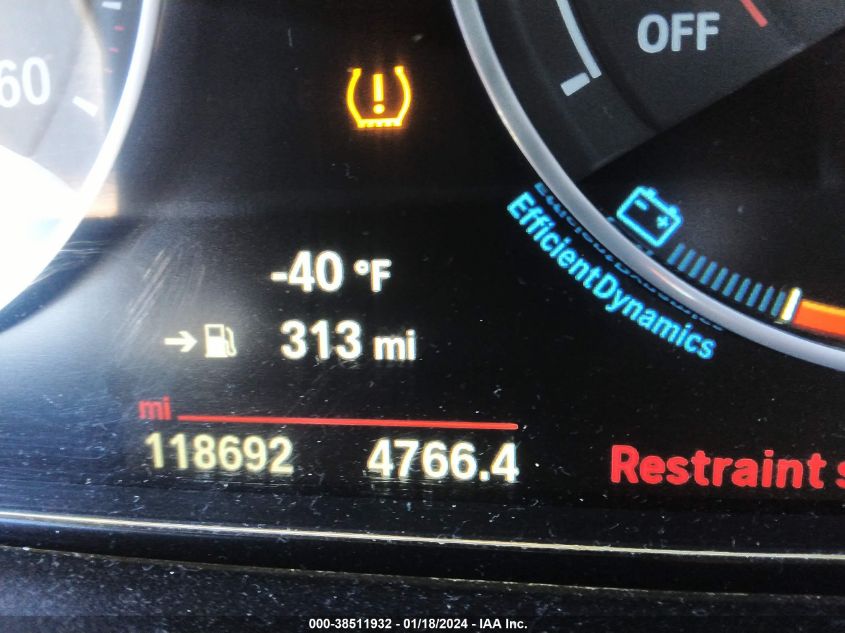 60
OFF
-40 °F
EfficientDynamics
→ 313 mi
mi
118692 4766.4
Restraint s
000-38511932 - 01/18/2024 - IAA Inc.